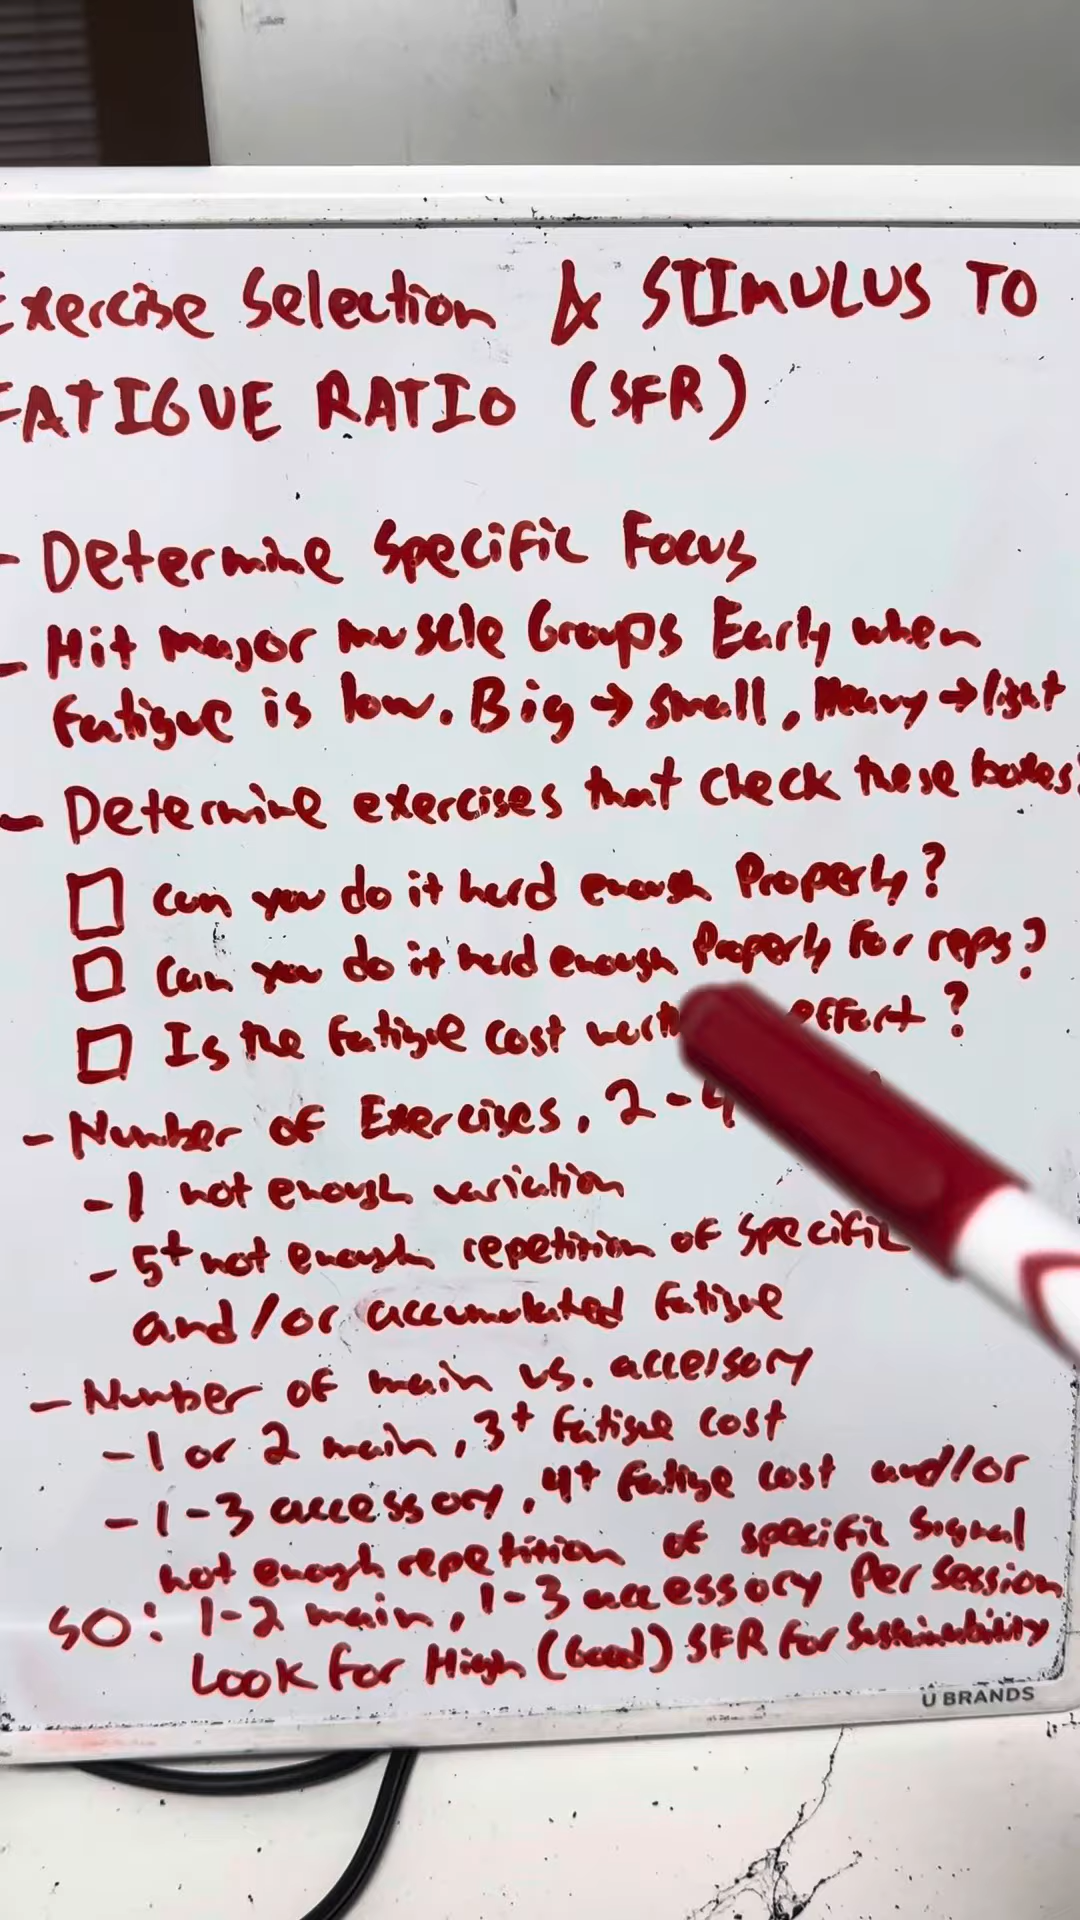 Exercise Selection & STIMULUS TO
FATIGUE RATIO (SFR)
- Determine Specific Focus
- Hit major muscle Groups Early when
fatigue is low. Big → small, Heavy → light
- Determine exercises that check these boxes:
□ Can you do it hard enough Properly?
□ Can you do it hard enough Properly for reps?
□ Is the fatigue cost effort?
- Number of Exercises, 2-4
- 1 not enough variation
- 5+ not enough repetition of specific
and/or accumulated fatigue
- Number of main vs. accessory
- 1 or 2 main, 3+ fatigue cost
- 1-3 accessory, 4+ fatigue cost and/or
not enough repetition of specific signal
SO: 1-2 main, 1-3 accessory Per Session
Look for High (Good) SFR for Sustainability
U BRANDS